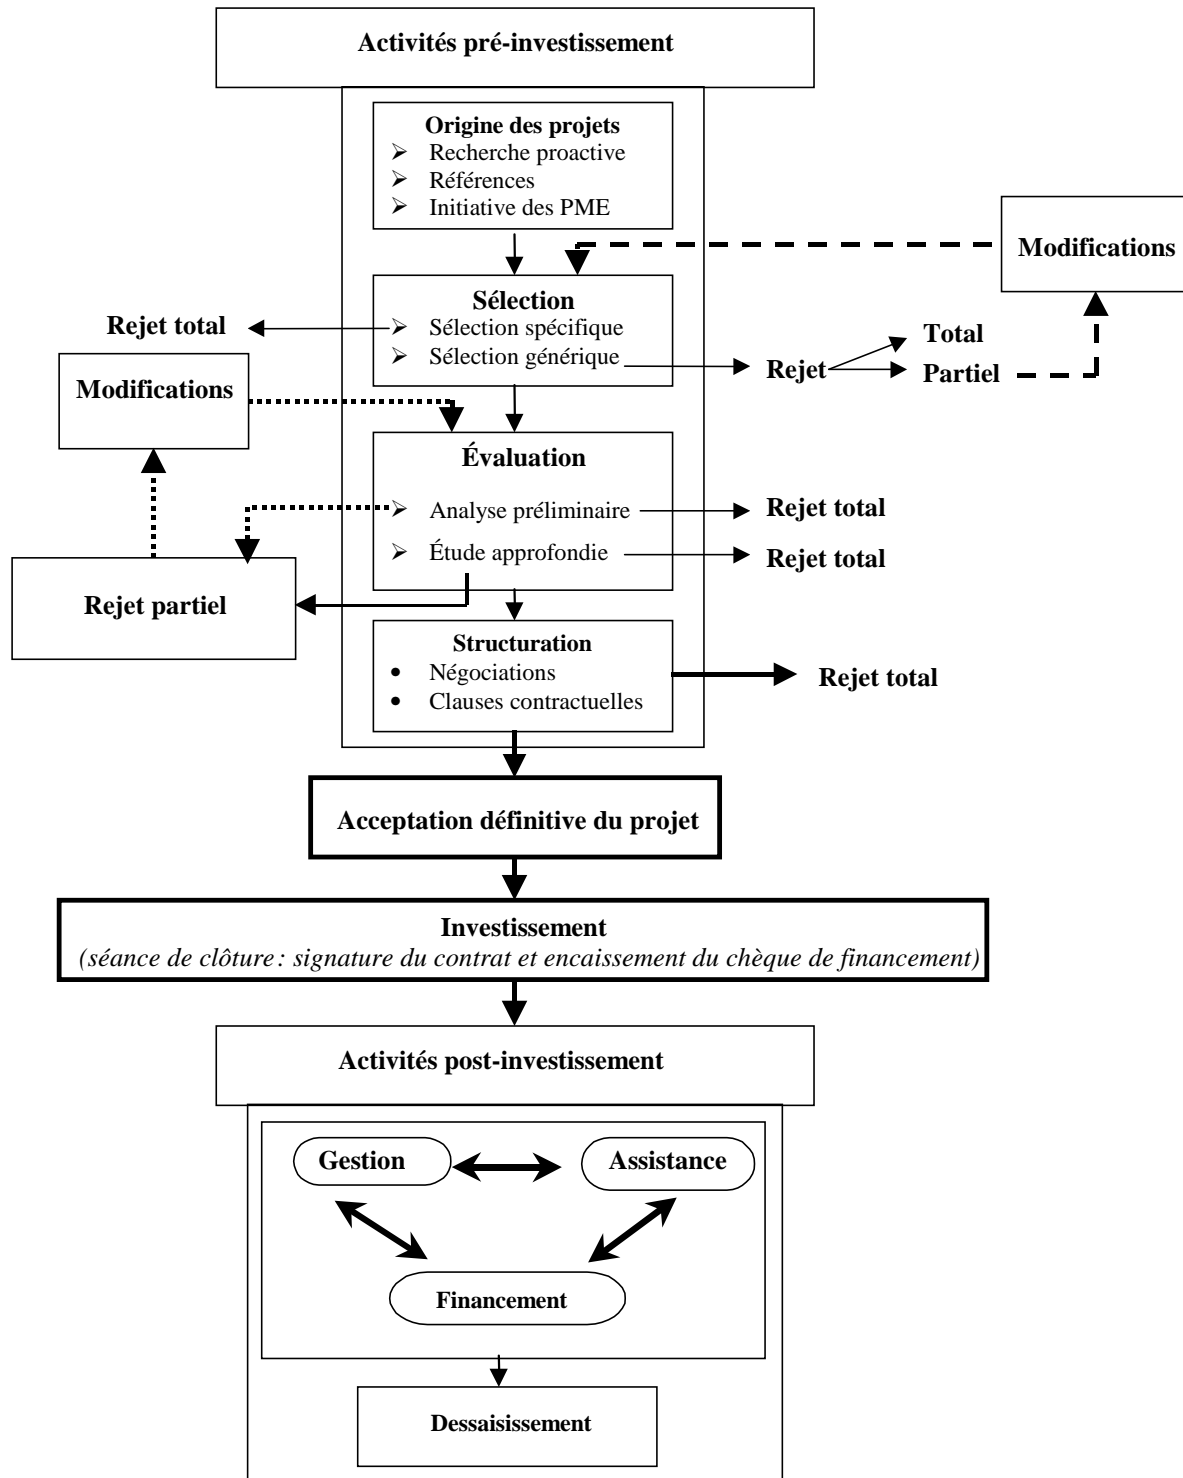 Activités pré-investissement
Origine des projets
Recherche proactive
Références
Initiative des PME
Modifications
Sélection
Rejet total
Sélection spécifique
Sélection générique
Rejet
Total
Partiel
Modifications
Évaluation
Analyse préliminaire
Rejet total
Étude approfondie
Rejet total
Rejet partiel
Structuration
• Négociations
• Clauses contractuelles
Rejet total
Acceptation définitive du projet
Investissement
(séance de clôture : signature du contrat et encaissement du chèque de financement)
Activités post-investissement
Gestion
Assistance
Financement
Dessaisissement